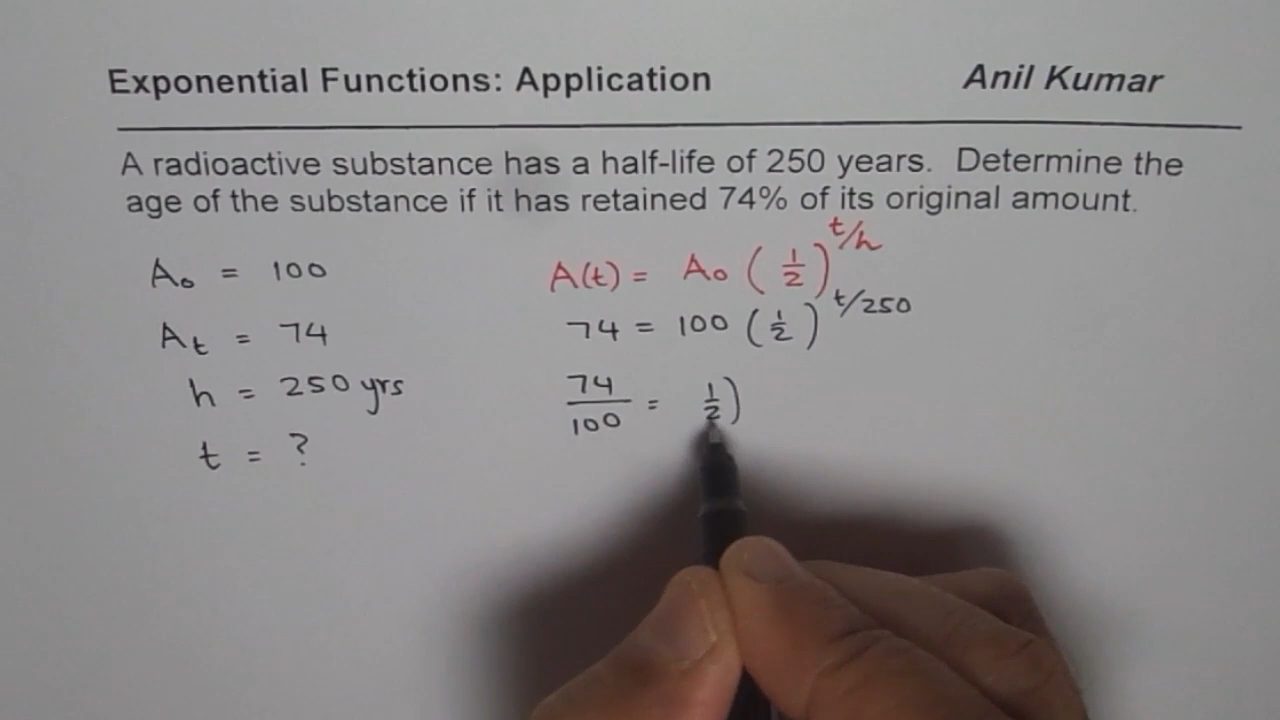 Exponential Functions: Application Anil Kumar
A radioactive substance has a half-life of 250 years. Determine the
age of the substance if it has retained 74% of its original amount.
A₀ = 100
Aₜ = 74
h = 250 yrs
t = ?
A(t) = A₀ (1/2)^t/h
74 = 100 (1/2)^t/250
74/100 = 1/2)